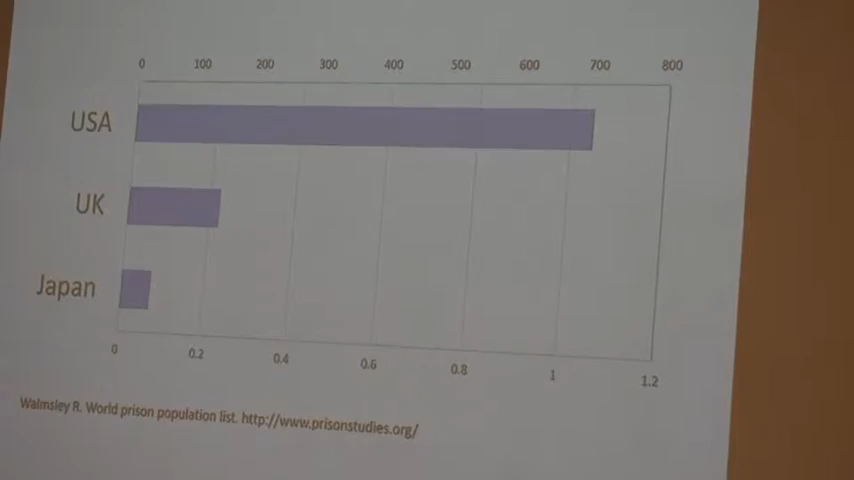 0 100 200 300 400 500 600 700 800
USA
UK
Japan
0 0.2 0.4 0.6 0.8 1 1.2
Walmsley R. World prison population list. http://www.prisonstudies.org/